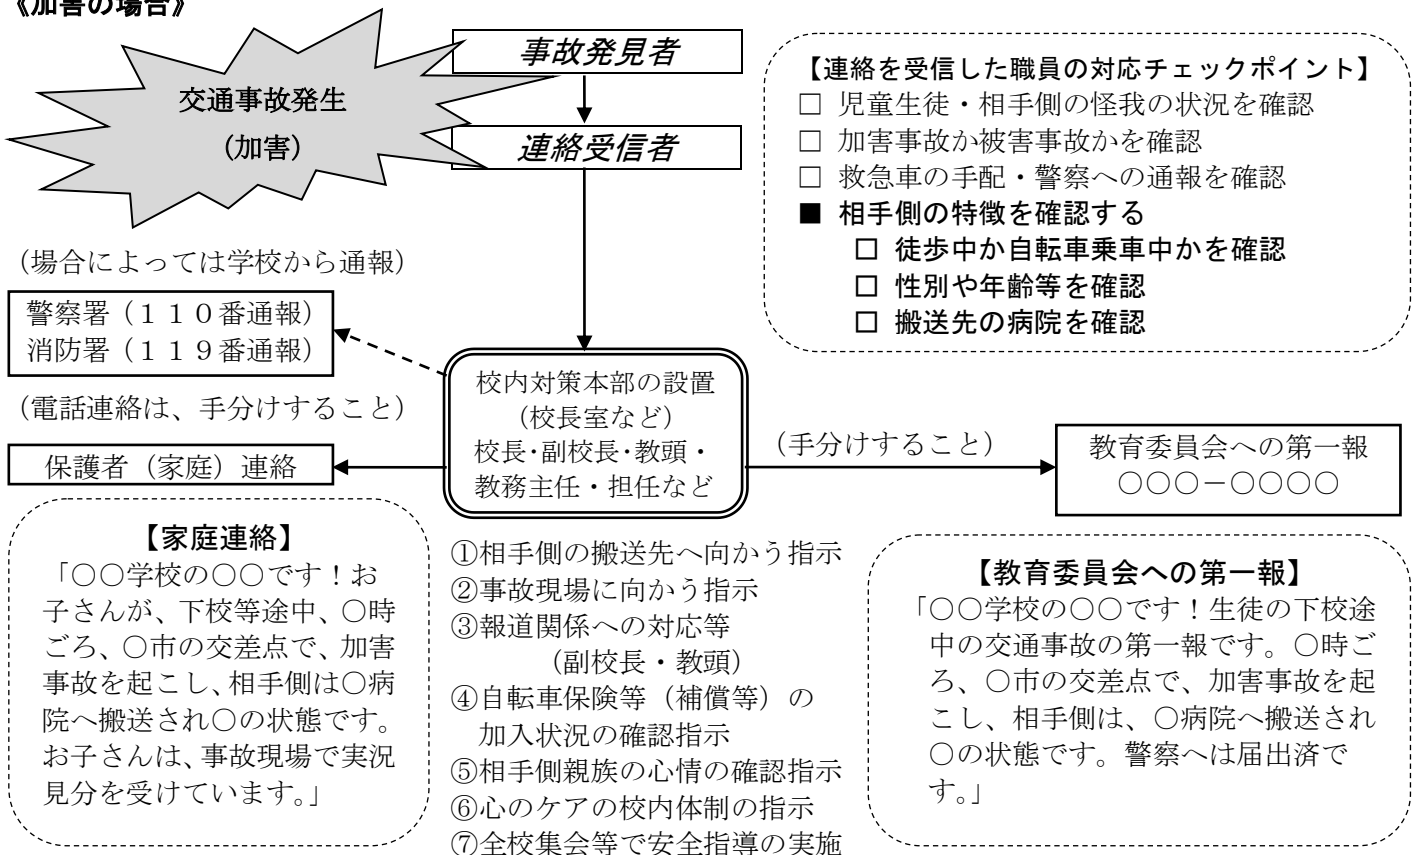 《加害の場合》
交通事故発生
(加害)
事故発見者
連絡受信者
【連絡を受信した職員の対応チェックポイント】
□ 児童生徒・相手側の怪我の状況を確認
□ 加害事故か被害事故かを確認
□ 救急車の手配・警察への通報を確認
■ 相手側の特徴を確認する
□ 徒歩中か自転車乗車中かを確認
□ 性別や年齢等を確認
□ 搬送先の病院を確認
(場合によっては学校から通報)
警察署(110番通報)
消防署(119番通報)
(電話連絡は、手分けすること)
保護者(家庭)連絡
校内対策本部の設置
(校長室など)
校長・副校長・教頭・
教務主任・担任など
(手分けすること)
教育委員会への第一報
○○○-○○○○
【家庭連絡】
「○○学校の○○です!お
子さんが、下校等途中、○時
ごろ、○市の交差点で、加害
事故を起こし、相手側は○病
院へ搬送され○の状態です。
お子さんは、事故現場で実況
見分を受けています。」
①相手側の搬送先へ向かう指示
②事故現場に向かう指示
③報道関係への対応等
(副校長・教頭)
④自転車保険等(補償等)の
加入状況の確認指示
⑤相手側親族の心情の確認指示
⑥心のケアの校内体制の指示
⑦全校集会等で安全指導の実施
【教育委員会への第一報】
「○○学校の○○です!生徒の下校途
中の交通事故の第一報です。○時ご
ろ、○市の交差点で、加害事故を起
こし、相手側は、○病院へ搬送され
○の状態です。警察へは届出済で
す。」